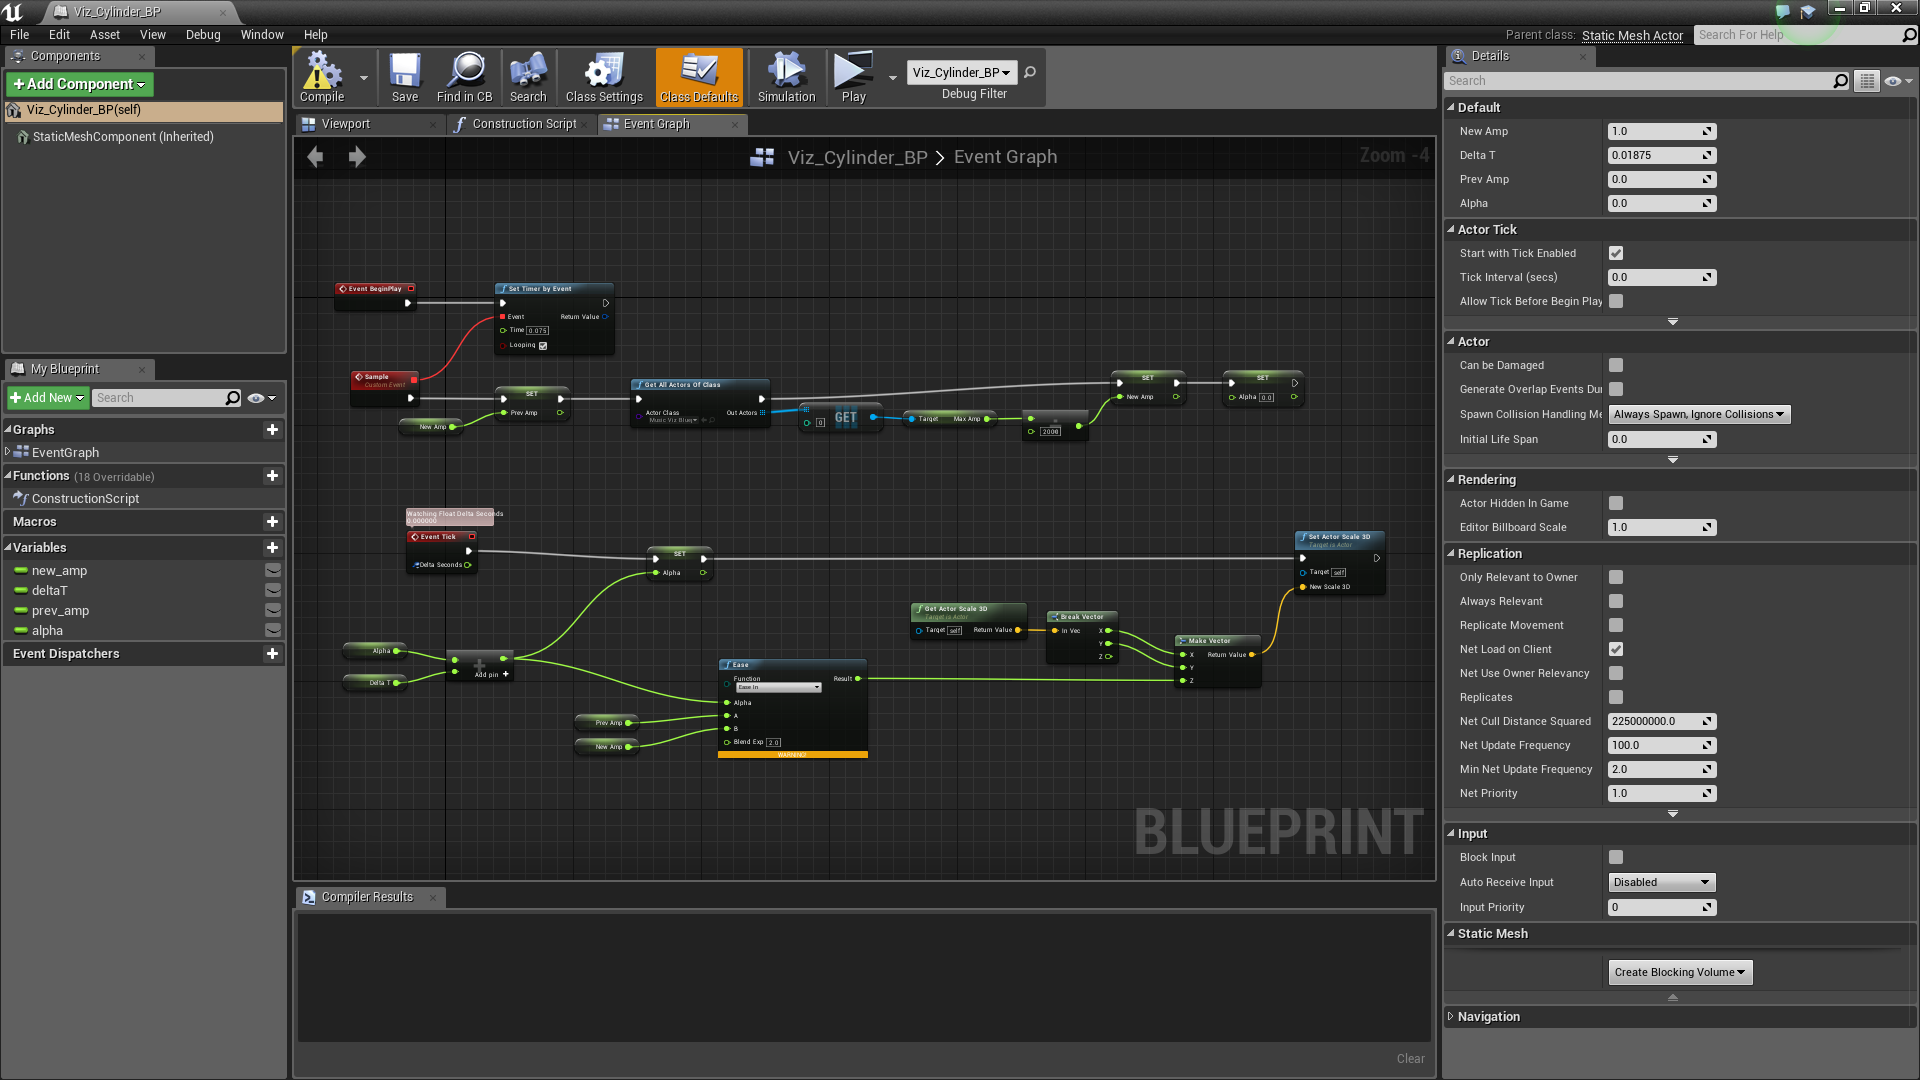 Viz_Cylinder_BP
File Edit Asset View Debug Window Help
Parent class: Static Mesh Actor
Search For Help
Components
+ Add Component
Viz_Cylinder_BP(self)
StaticMeshComponent (Inherited)
Compile
Save
Find in CB
Search
Class Settings
Class Defaults
Simulation
Play
Viz_Cylinder_BP
Debug Filter
Viewport
Construction Script
Event Graph
Viz_Cylinder_BP > Event Graph
Zoom -4
Event BeginPlay
Set Timer by Event
Event
Return Value
Time 0.075
Looping
Sample
Custom Event
SET
Prev Amp
New Amp
Get All Actors Of Class
Actor Class
Out Actors
0
GET
Target
Max Amp
2000
SET
New Amp
SET
Alpha 0.0
Watching Float Delta Seconds
0.000000
Event Tick
Delta Seconds
SET
Alpha
Set Actor Scale 3D
Target is Actor
Target self
New Scale 3D
Get Actor Scale 3D
Target is Actor
Target self
Return Value
Break Vector
In Vec
X
Y
Z
Make Vector
X
Return Value
Y
Z
Alpha
Delta T
Add pin +
Ease
Function
Result
Ease In
Alpha
A
B
Blend Exp 2.0
WARNING!
Prev Amp
New Amp
BLUEPRINT
My Blueprint
+ Add New
Search
Graphs
EventGraph
Functions (18 Overridable)
ConstructionScript
Macros
Variables
new_amp
deltaT
prev_amp
alpha
Event Dispatchers
Compiler Results
Clear
Details
Search
Default
New Amp 1.0
Delta T 0.01875
Prev Amp 0.0
Alpha 0.0
Actor Tick
Start with Tick Enabled
Tick Interval (secs) 0.0
Allow Tick Before Begin Play
Actor
Can be Damaged
Generate Overlap Events Du
Spawn Collision Handling Me Always Spawn, Ignore Collisions
Initial Life Span 0.0
Rendering
Actor Hidden In Game
Editor Billboard Scale 1.0
Replication
Only Relevant to Owner
Always Relevant
Replicate Movement
Net Load on Client
Net Use Owner Relevancy
Replicates
Net Cull Distance Squared 225000000.0
Net Update Frequency 100.0
Min Net Update Frequency 2.0
Net Priority 1.0
Input
Block Input
Auto Receive Input Disabled
Input Priority 0
Static Mesh
Create Blocking Volume
Navigation